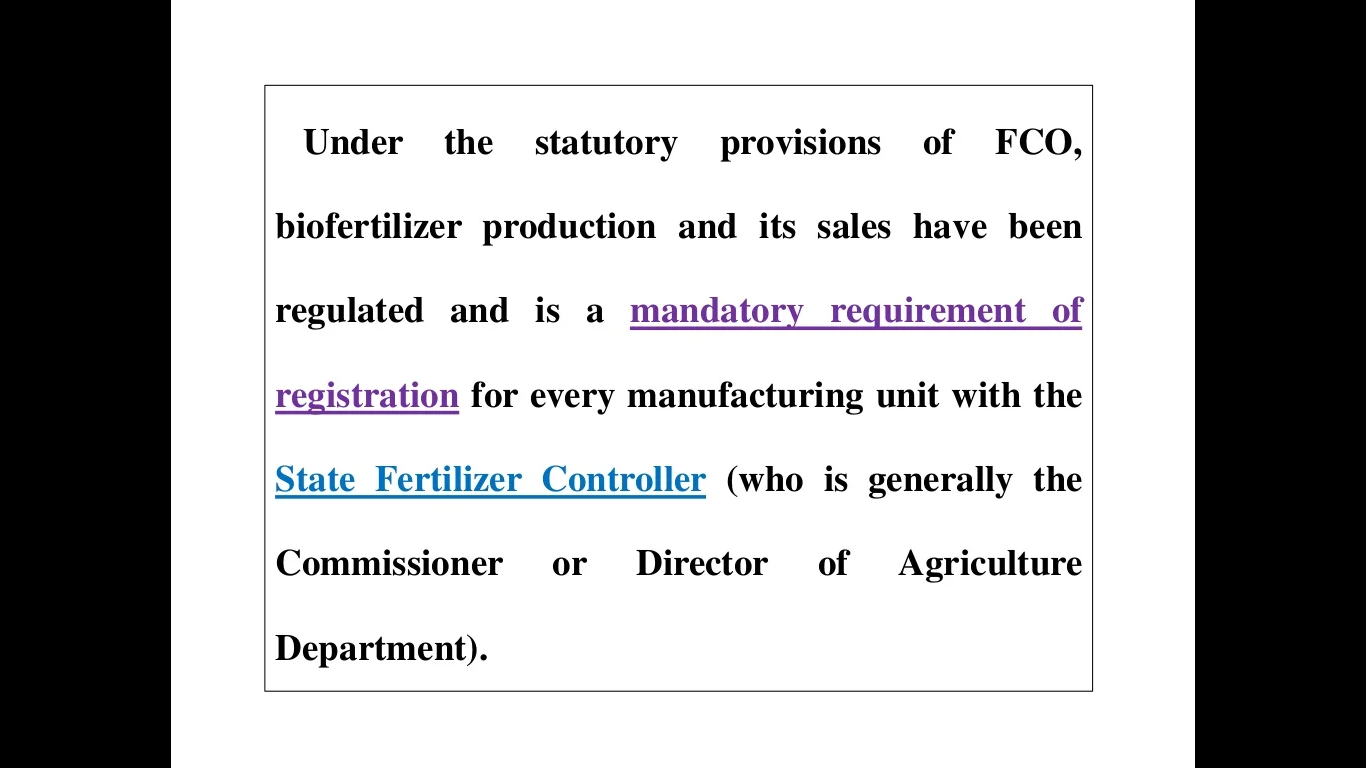 Under the statutory provisions of FCO,
biofertilizer production and its sales have been
regulated and is a mandatory requirement of
registration for every manufacturing unit with the
State Fertilizer Controller (who is generally the
Commissioner or Director of Agriculture
Department).